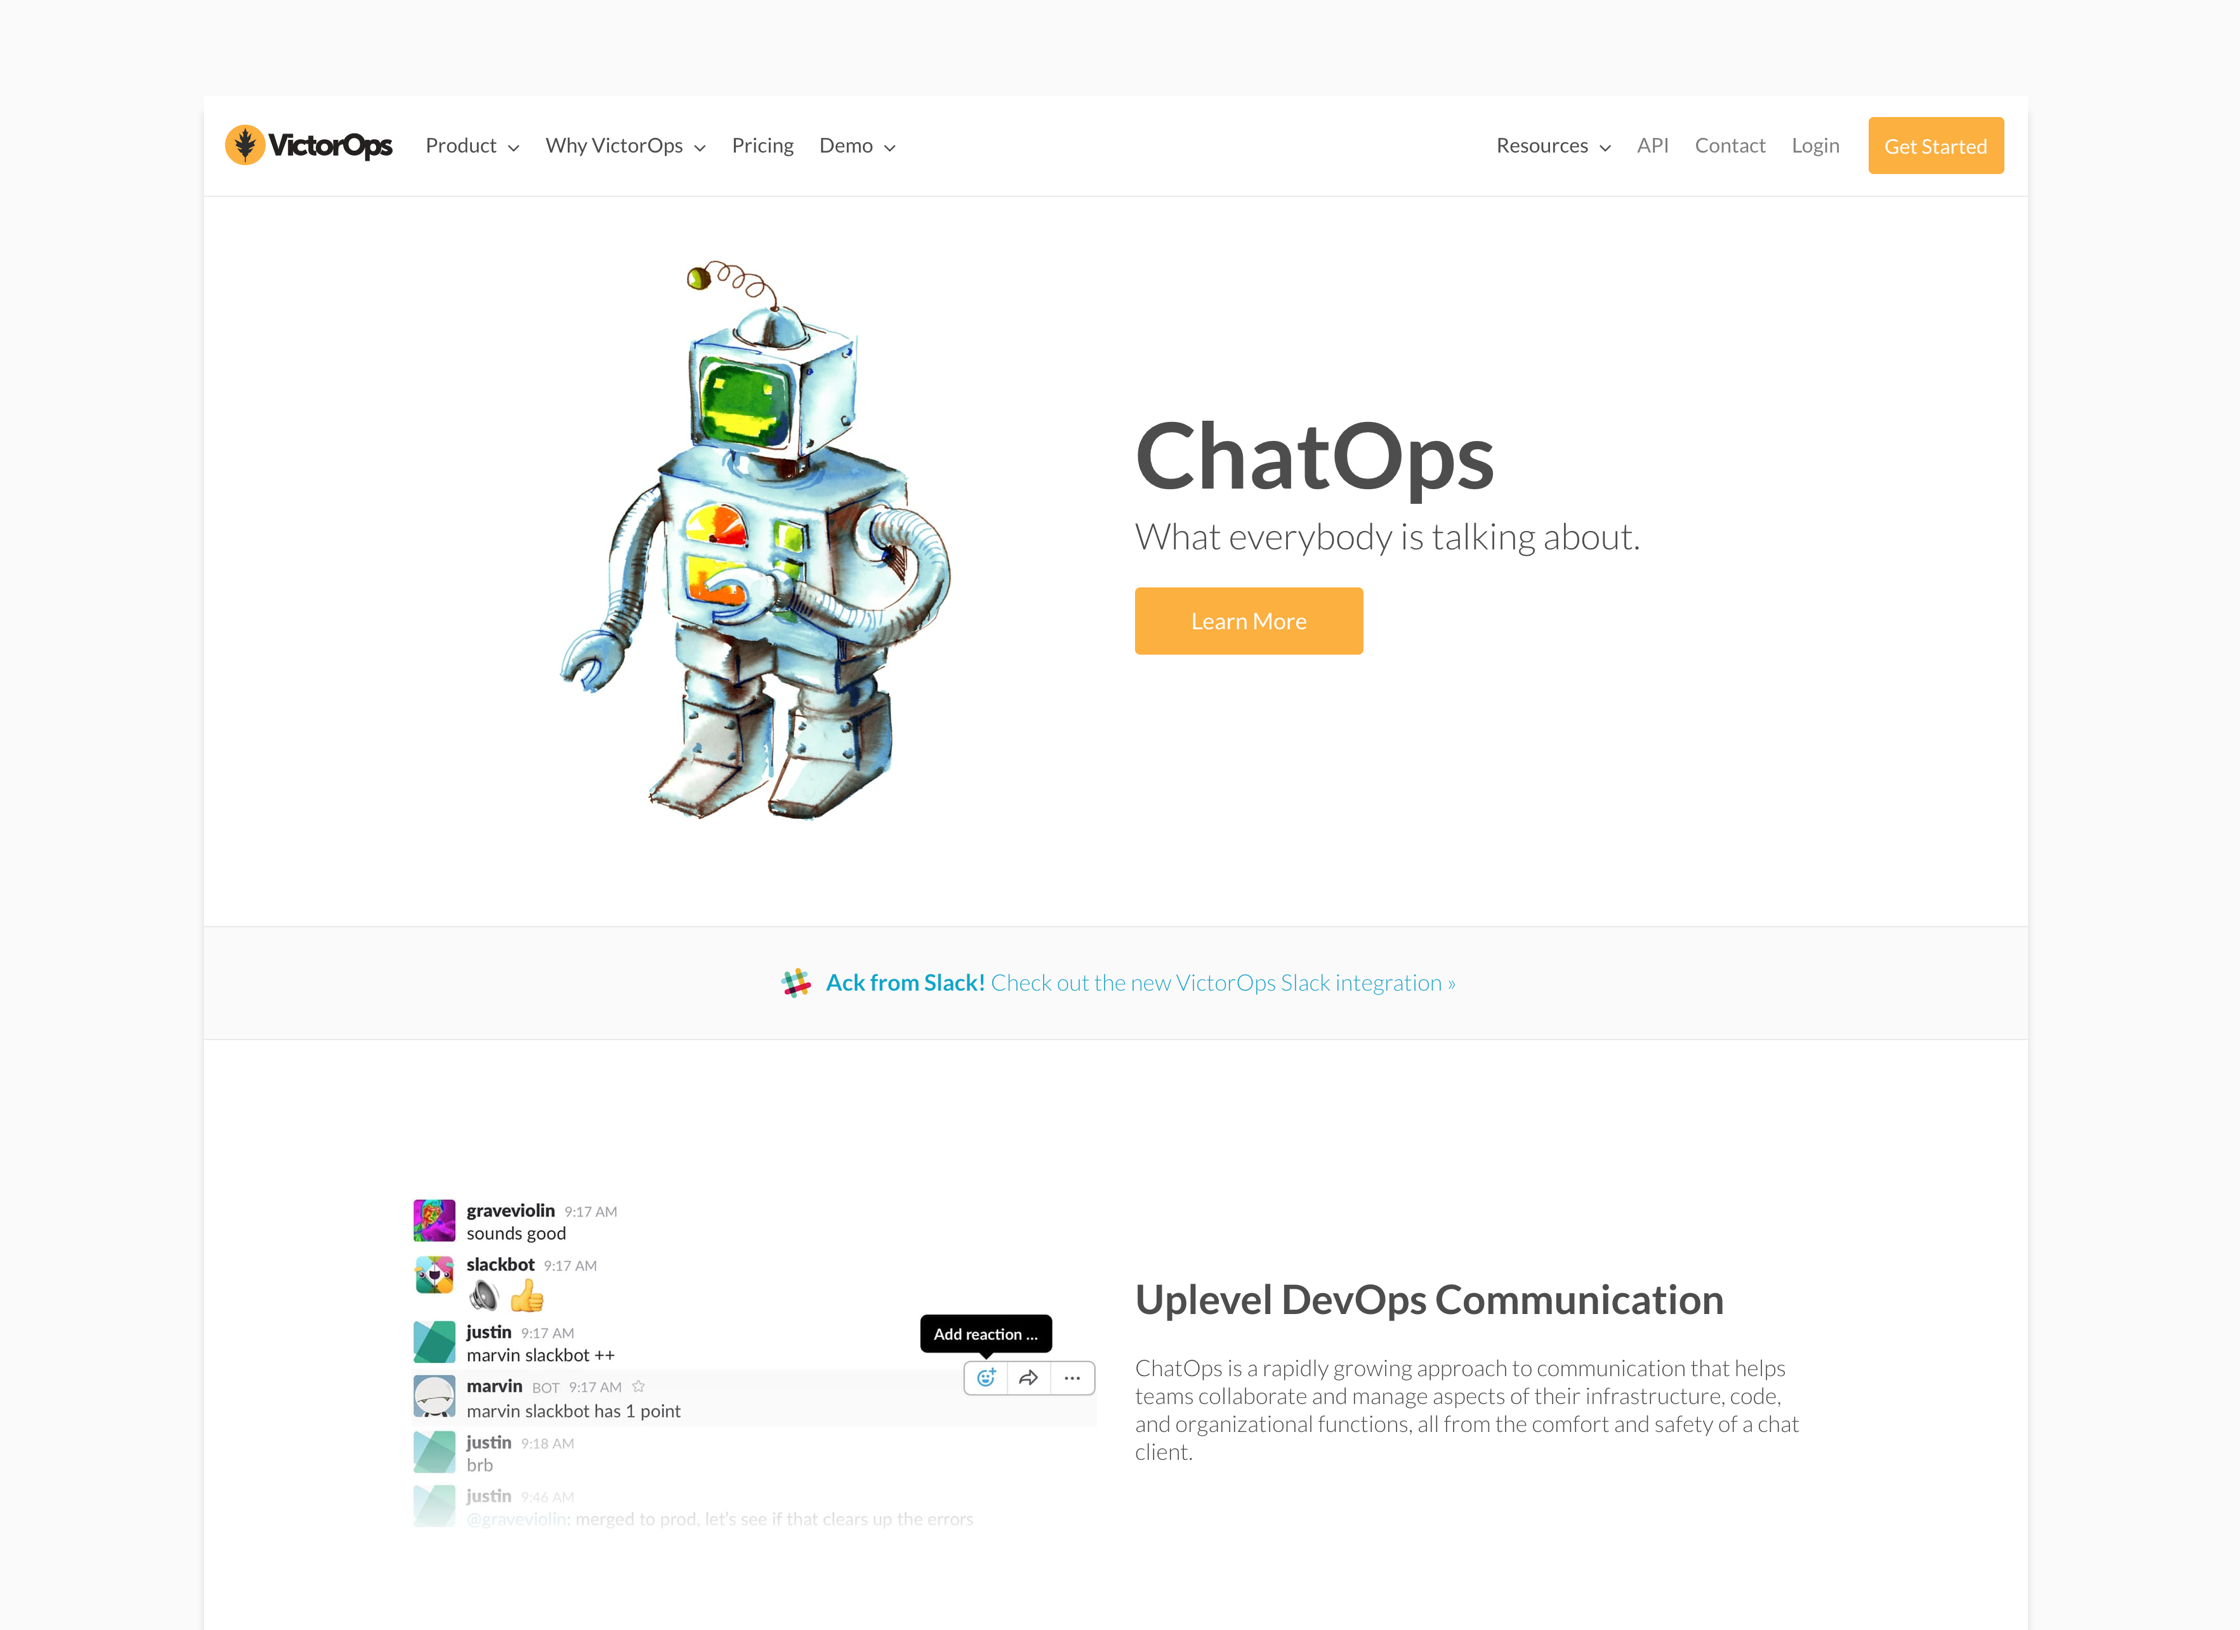 VictorOps
Product
Why VictorOps
Pricing
Demo
Resources
API
Contact
Login
Get Started
ChatOps
What everybody is talking about.
Learn More
Ack from Slack! Check out the new VictorOps Slack integration »
graveviolin 9:17 AM
sounds good
slackbot 9:17 AM
justin 9:17 AM
marvin slackbot ++
Add reaction ...
marvin BOT 9:17 AM
marvin slackbot has 1 point
justin 9:18 AM
brb
justin 9:46 AM
@graveviolin: merged to prod, let's see if that clears up the errors
Uplevel DevOps Communication
ChatOps is a rapidly growing approach to communication that helps
teams collaborate and manage aspects of their infrastructure, code,
and organizational functions, all from the comfort and safety of a chat
client.